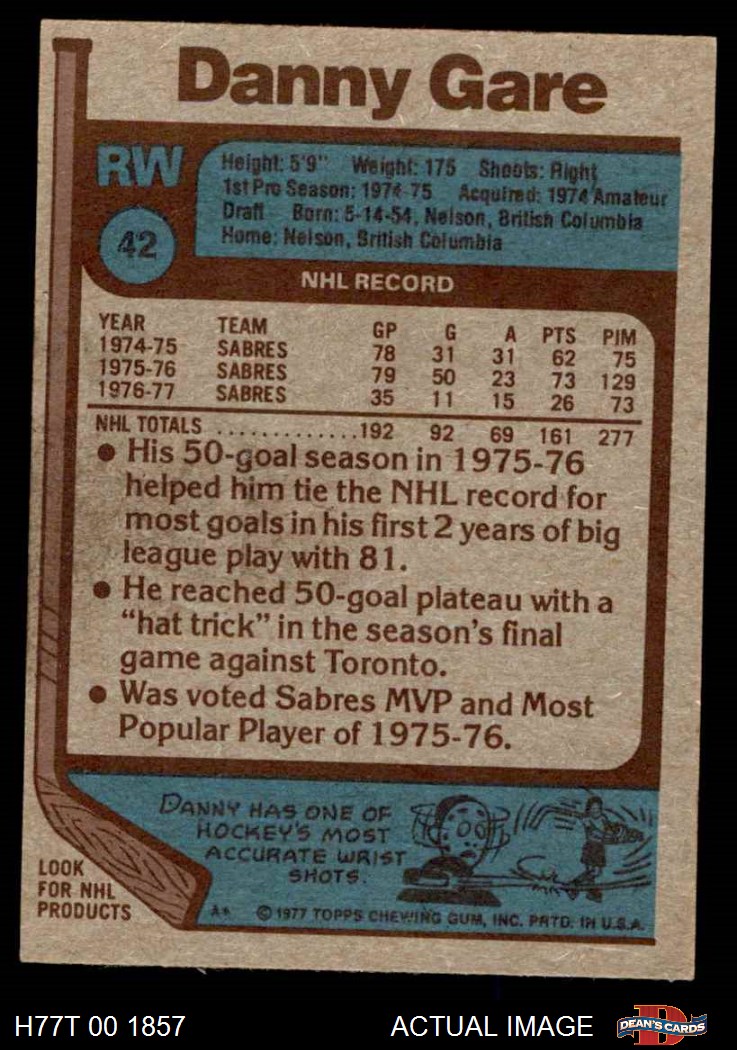 Danny Gare
RW
42
Height: 5'9" Weight: 175 Shoots: Right
1st Pro Season: 1974-75 Acquired: 1974 Amateur
Draft Born: 5-14-54, Nelson, British Columbia
Home: Nelson, British Columbia
NHL RECORD
YEAR TEAM GP G A PTS PIM
1974-75 SABRES 78 31 31 62 75
1975-76 SABRES 79 50 23 73 129
1976-77 SABRES 35 11 15 26 73
NHL TOTALS .............192 92 69 161 277
● His 50-goal season in 1975-76
helped him tie the NHL record for
most goals in his first 2 years of big
league play with 81.
● He reached 50-goal plateau with a
“hat trick” in the season's final
game against Toronto.
● Was voted Sabres MVP and Most
Popular Player of 1975-76.
DANNY HAS ONE OF
HOCKEY'S MOST
ACCURATE WRIST
SHOTS.
LOOK
FOR NHL
PRODUCTS
A* © 1977 TOPPS CHEWING GUM, INC. PRTD. IN U.S.A.
H77T 00 1857 ACTUAL IMAGE DEAN'S CARDS